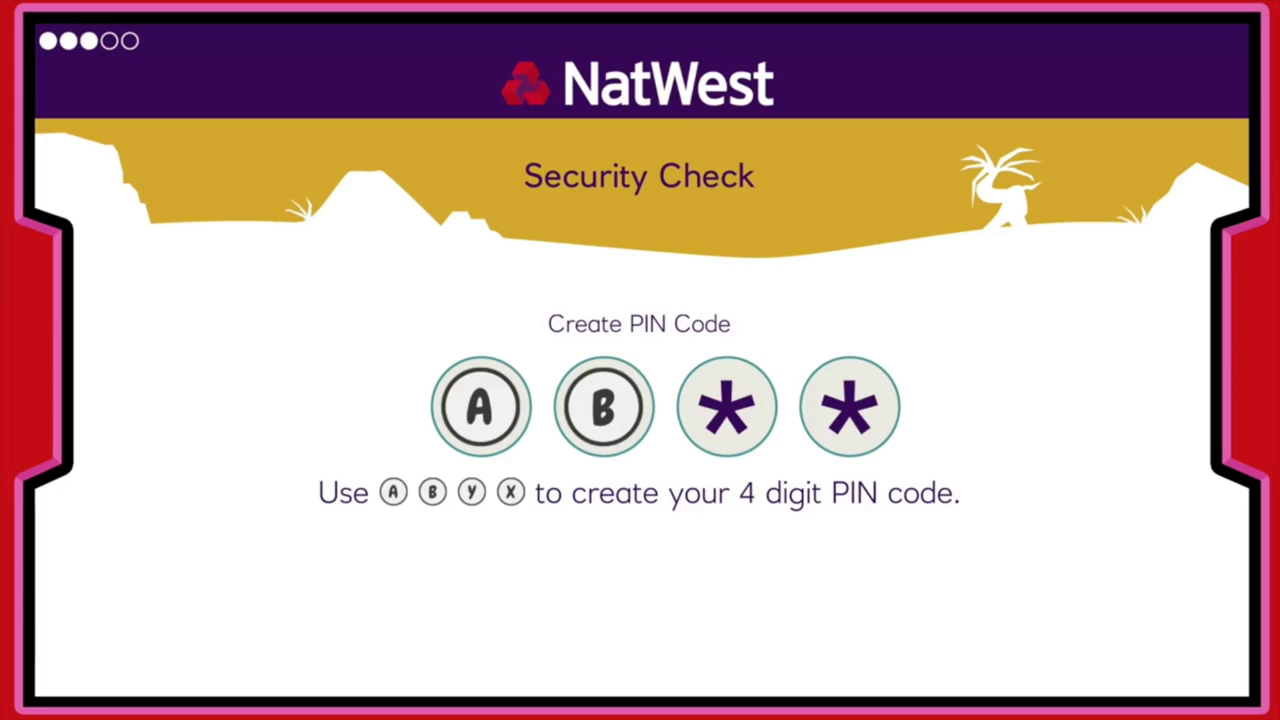 NatWest
Security Check
Create PIN Code
A B * *
Use A B Y X to create your 4 digit PIN code.